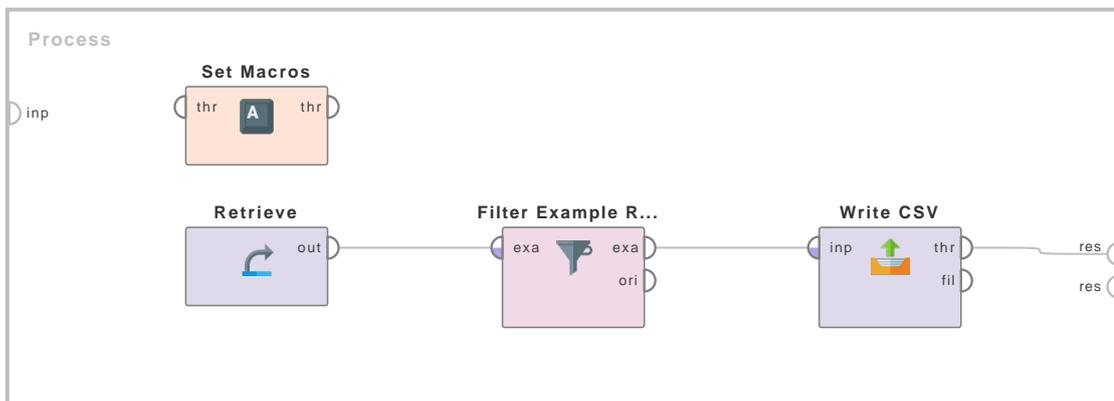 Process
Set Macros
inp
thr A thr
Retrieve Filter Example R... Write CSV
out exa exa inp thr res
ori fil res